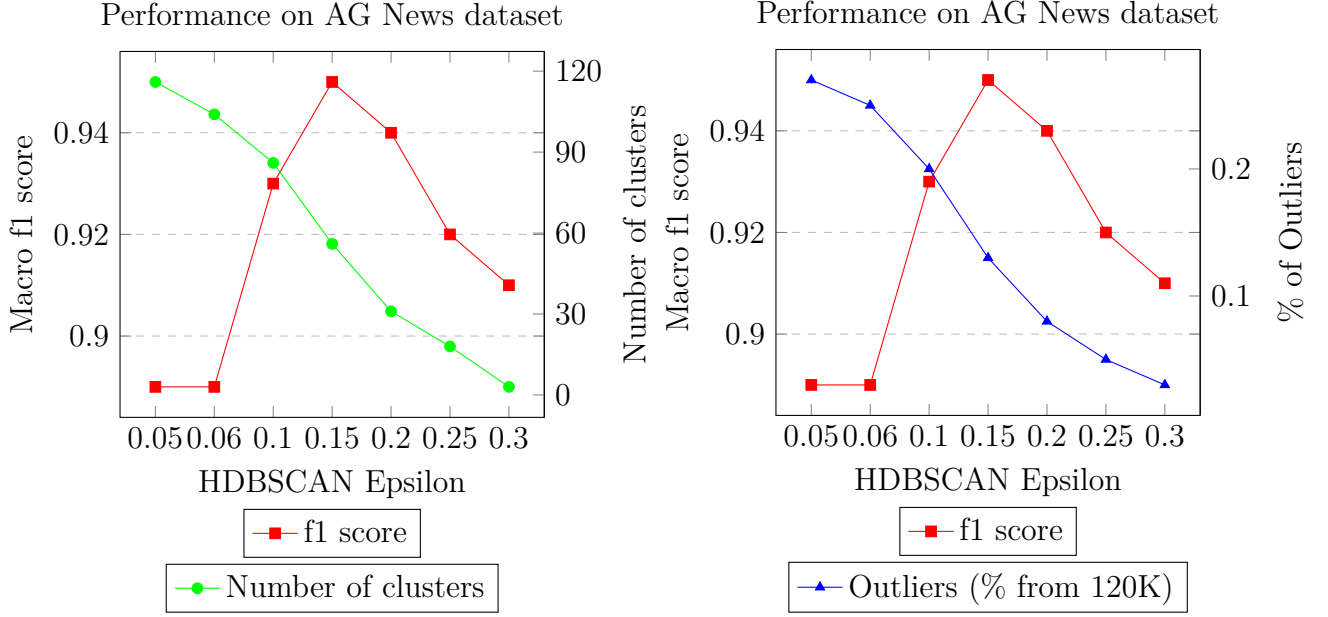 Performance on AG News dataset
0.94
0.92
0.9
Macro f1 score
120
90
60
30
0
Number of clusters
0.05 0.06 0.1 0.15 0.2 0.25 0.3
HDBSCAN Epsilon
f1 score
Number of clusters
Performance on AG News dataset
0.94
0.92
0.9
Macro f1 score
0.2
0.1
% of Outliers
0.05 0.06 0.1 0.15 0.2 0.25 0.3
HDBSCAN Epsilon
f1 score
Outliers (% from 120K)